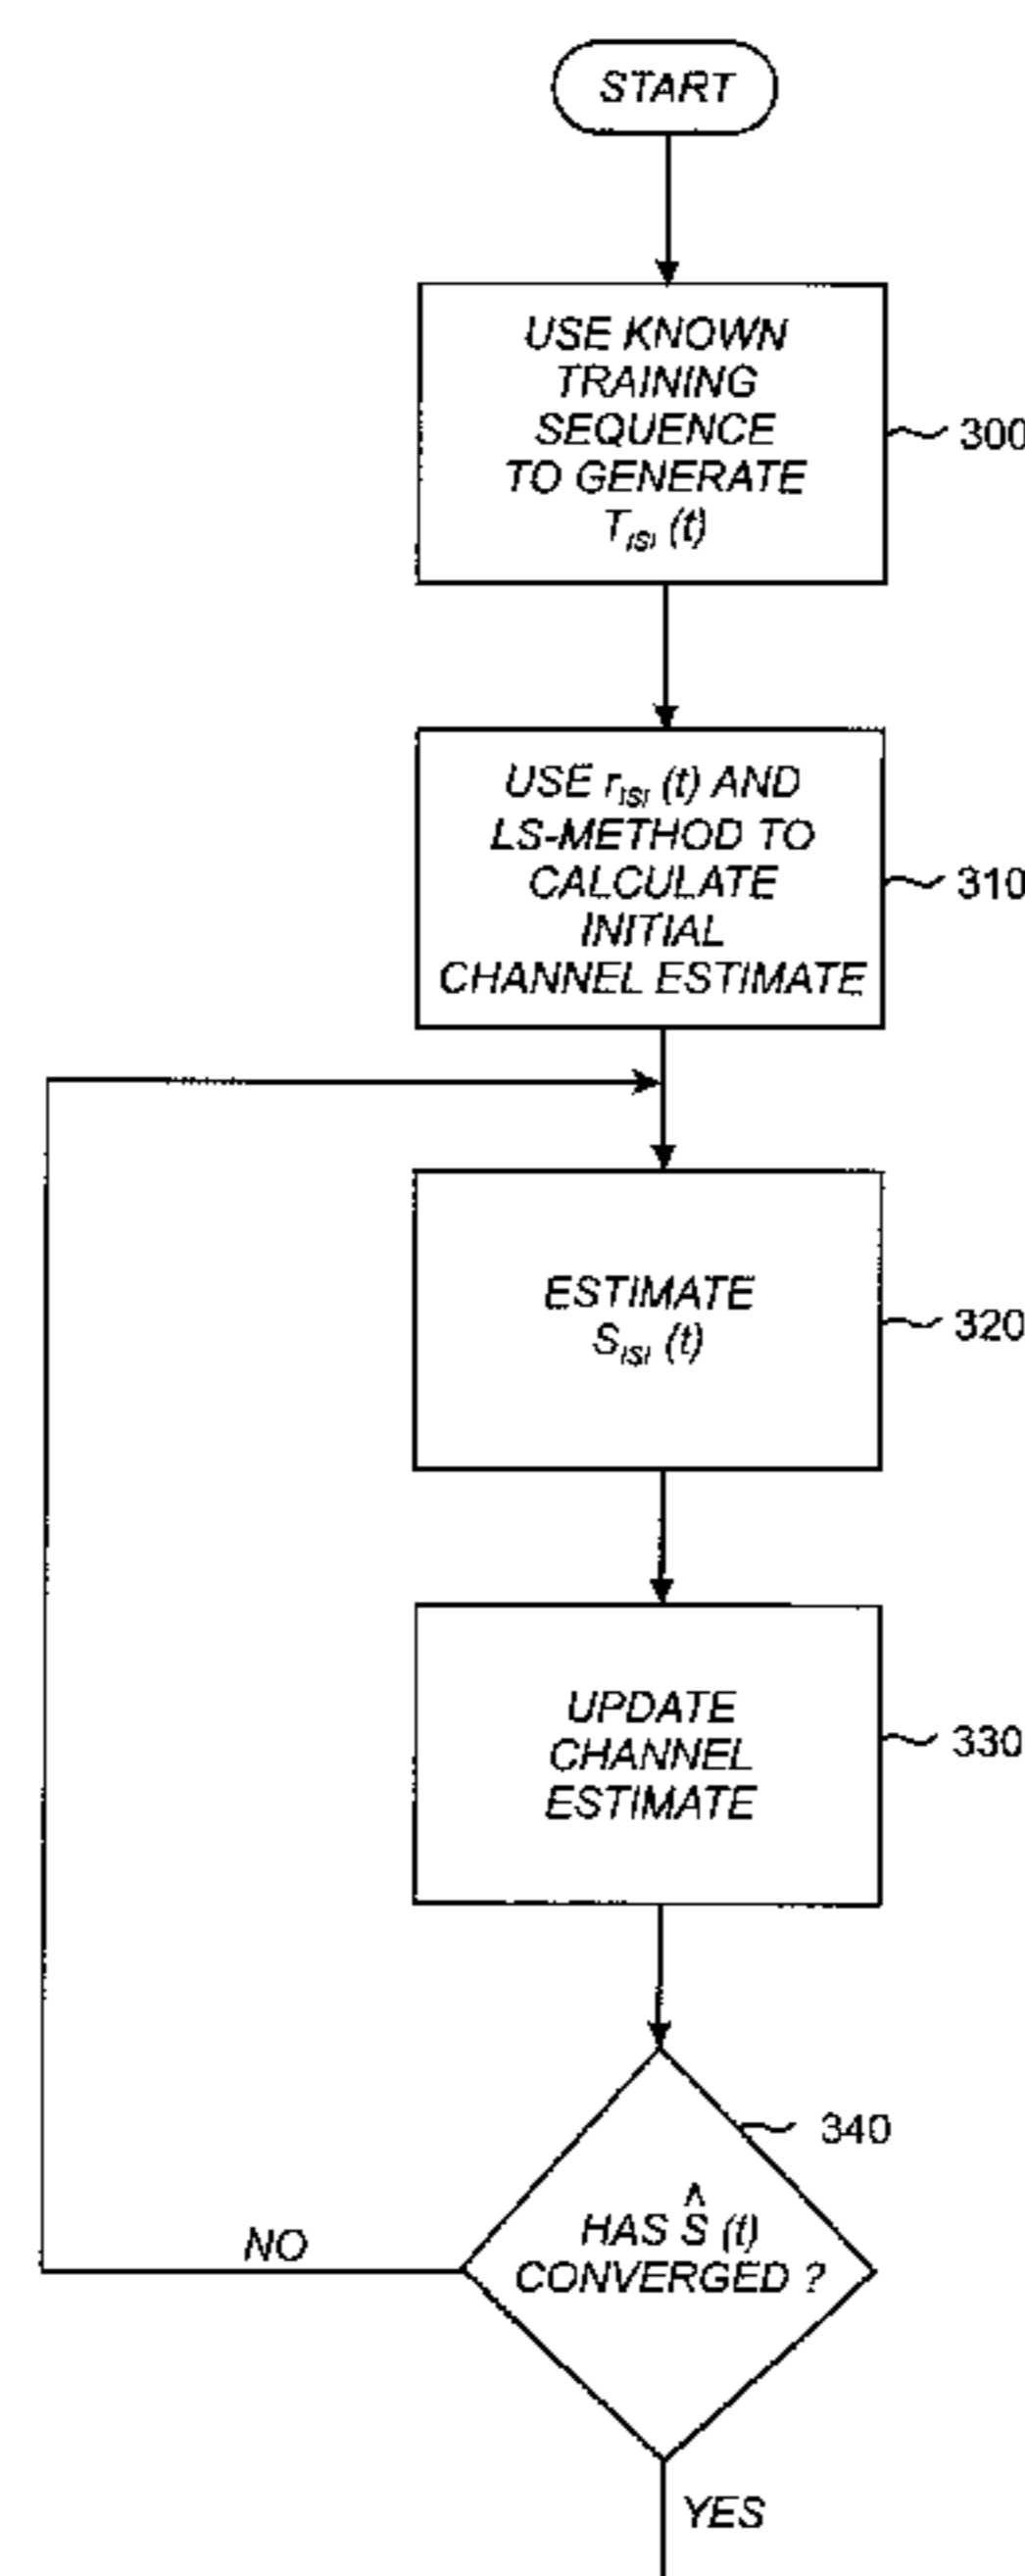 START
USE KNOWN
TRAINING
SEQUENCE
TO GENERATE
T_ISI (t)
300
USE r_ISI (t) AND
LS-METHOD TO
CALCULATE
INITIAL
CHANNEL ESTIMATE
310
ESTIMATE
S_ISI (t)
320
UPDATE
CHANNEL
ESTIMATE
330
340
HAS Ŝ (t)
CONVERGED ?
NO
YES